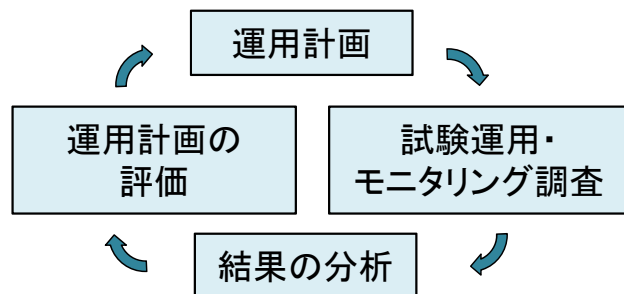 運用計画
運用計画の
評価
試験運用・
モニタリング調査
結果の分析